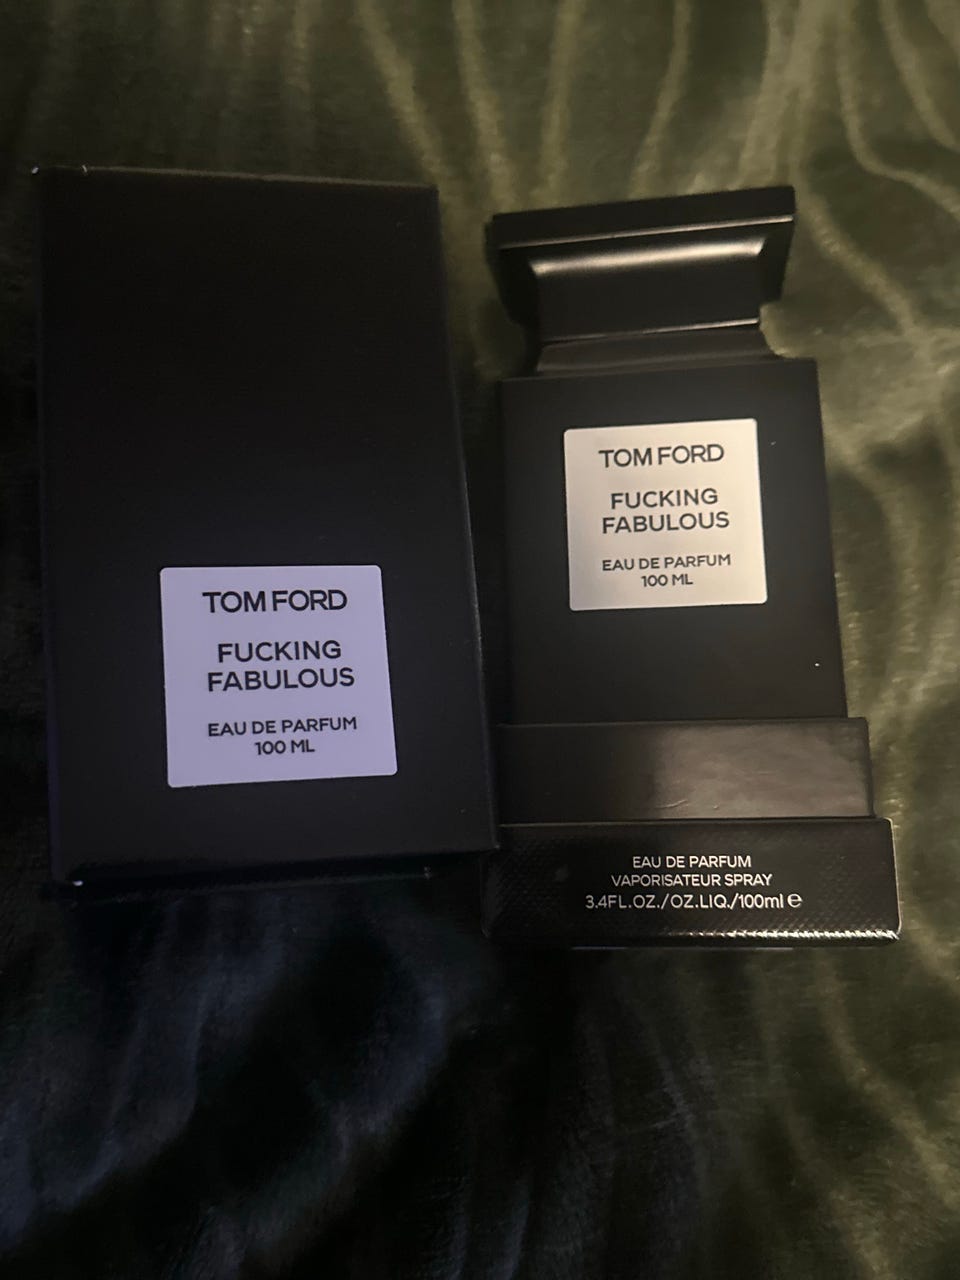 TOM FORD
FUCKING
FABULOUS
EAU DE PARFUM
100 ML
TOM FORD
FUCKING
FABULOUS
EAU DE PARFUM
100 ML
EAU DE PARFUM
VAPORISATEUR SPRAY
3.4FL.OZ./OZ.LIQ./100ml ℮